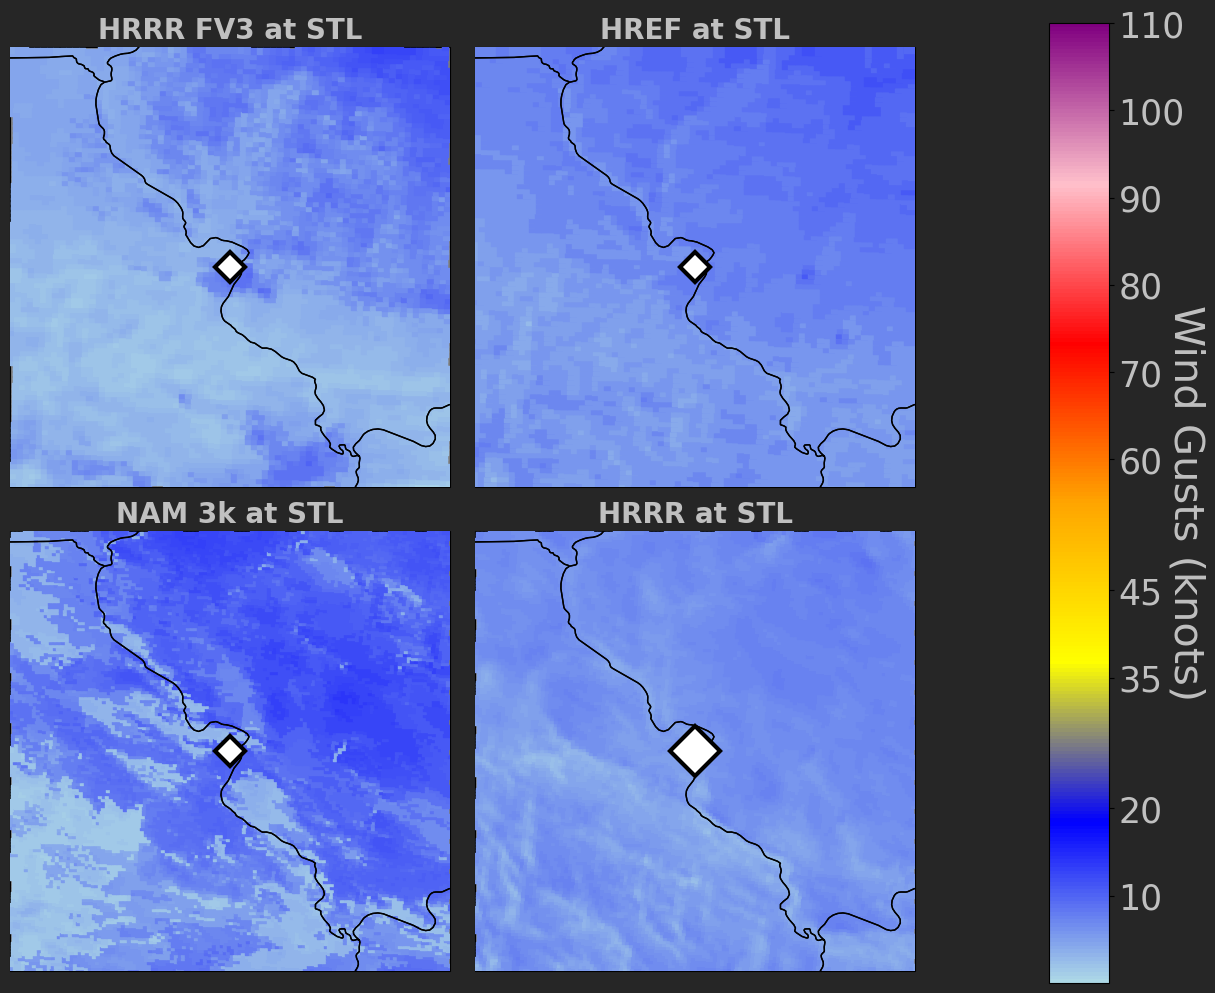 HRRR FV3 at STL
HREF at STL
NAM 3k at STL
HRRR at STL
110
100
90
80
70
60
45
35
20
10
Wind Gusts (knots)